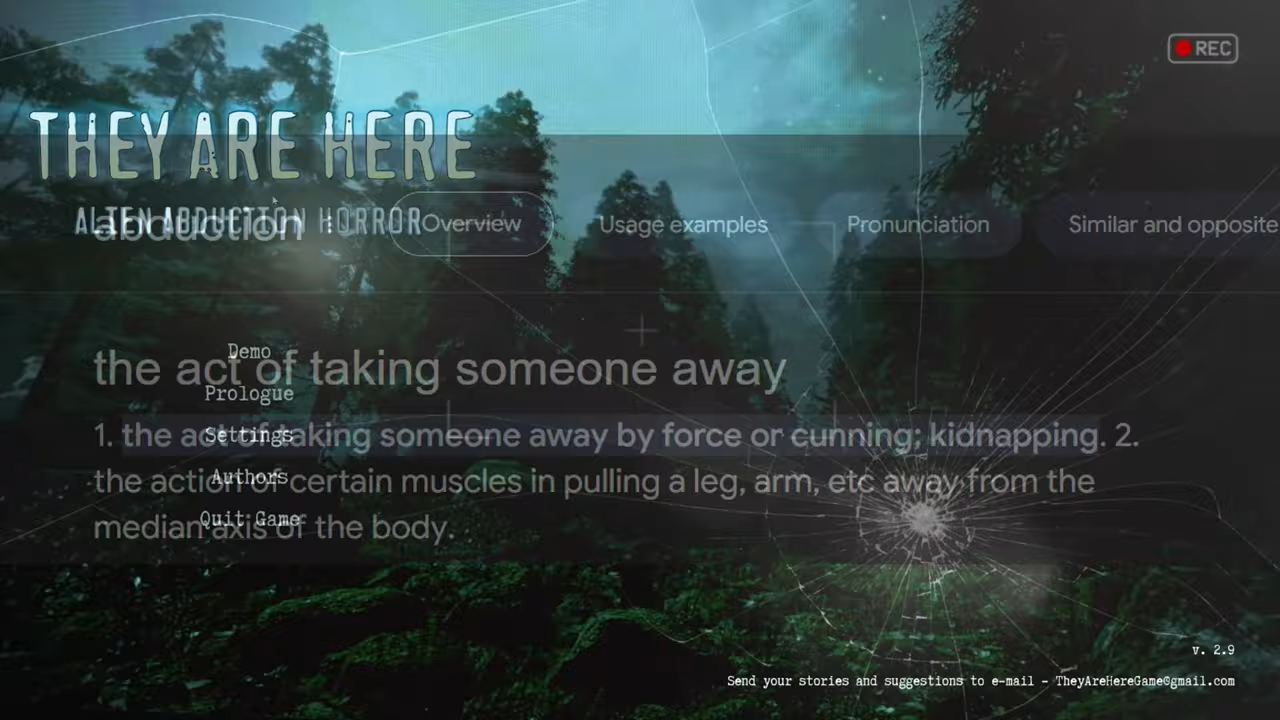 REC
THEY ARE HERE
ALIEN ABDUCTION HORROR
abduction :
Overview
Usage examples
Pronunciation
Similar and opposite
Demo
the act of taking someone away
Prologue
1. the act of taking someone away by force or cunning; kidnapping. 2.
Settings
the action of certain muscles in pulling a leg, arm, etc away from the
Authors
median axis of the body.
Quit Game
v. 2.9
Send your stories and suggestions to e-mail - TheyAreHereGame@gmail.com